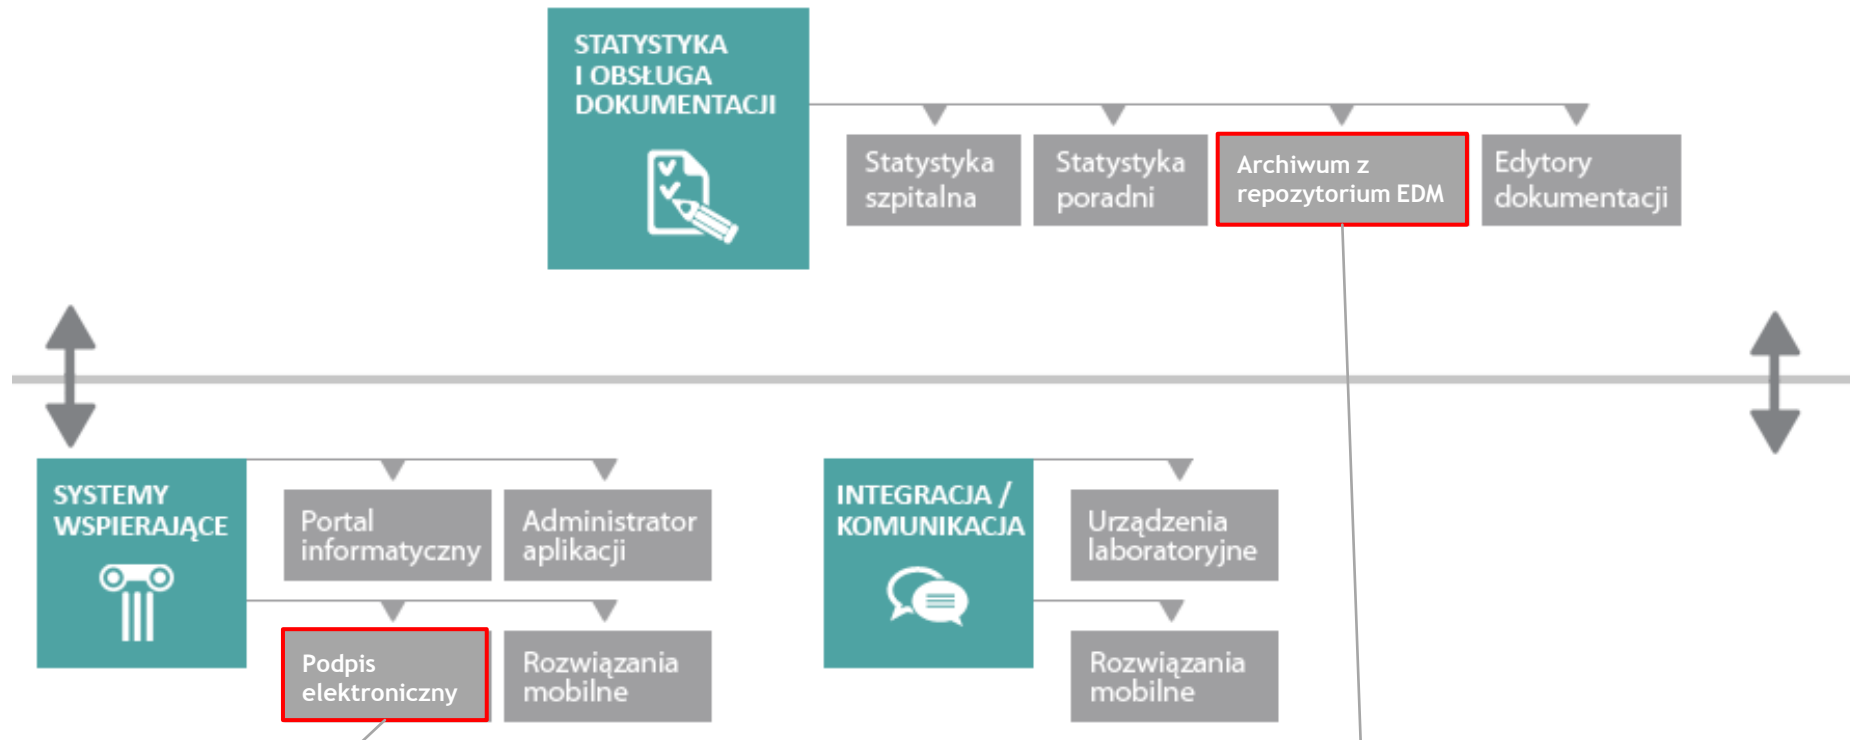 STATYSTYKA
I OBSŁUGA
DOKUMENTACJI
Statystyka
szpitalna
Statystyka
poradni
Archiwum z
repozytorium EDM
Edytory
dokumentacji
SYSTEMY
WSPIERAJĄCE
Portal
informatyczny
Administrator
aplikacji
Podpis
elektroniczny
Rozwiązania
mobilne
INTEGRACJA /
KOMUNIKACJA
Urządzenia
laboratoryjne
Rozwiązania
mobilne